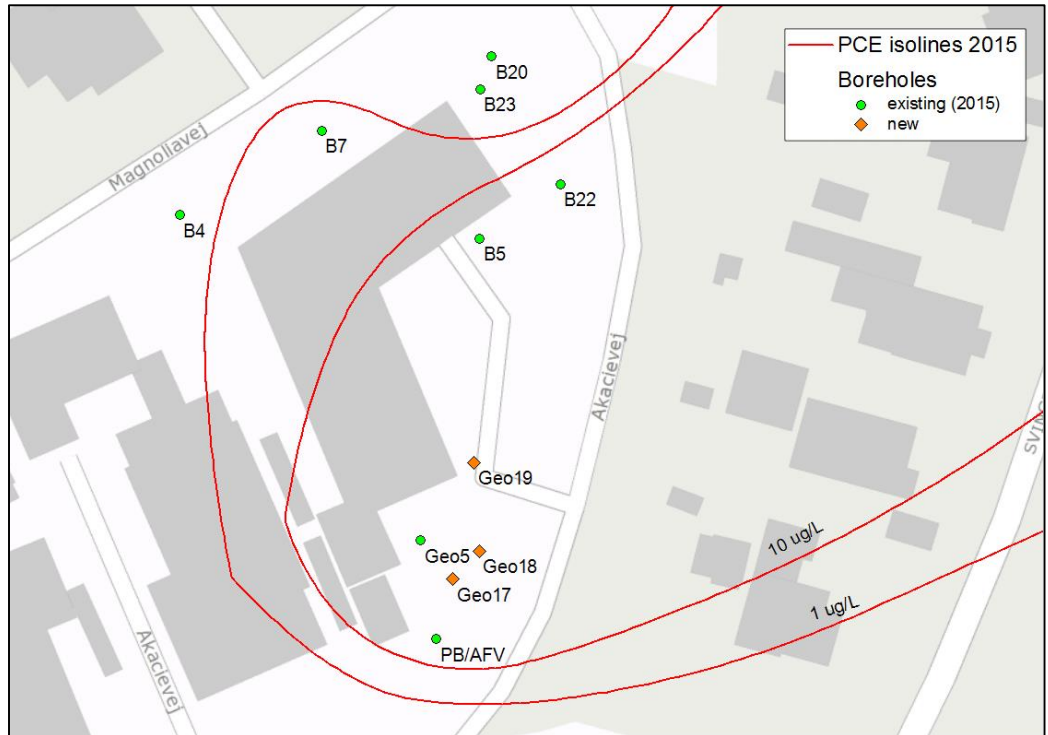 PCE isolines 2015
Boreholes
existing (2015)
new
B20
B23
B7
Magnoliavej
B22
B4
B5
Akacievej
SVING
Geo19
10 ug/L
Geo5
Geo18
Geo17
1 ug/L
PB/AFV
Akacievej